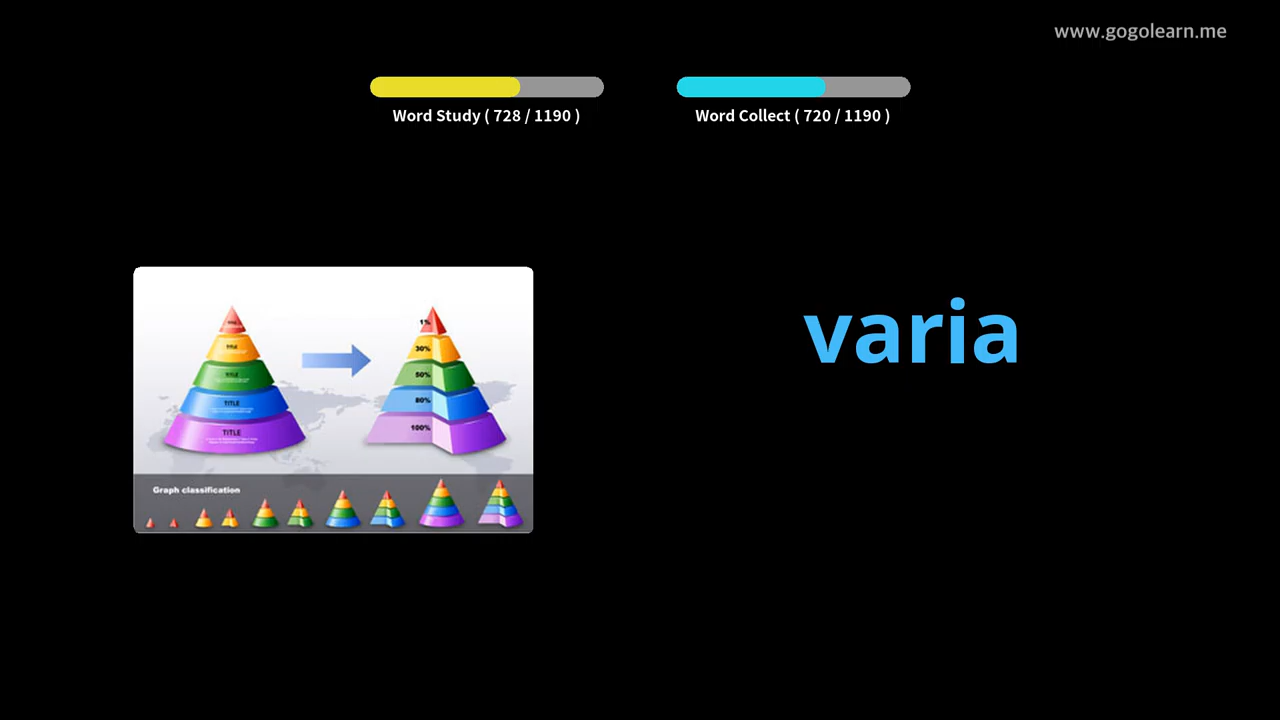 www.gogolearn.me
Word Study ( 728 / 1190 )
Word Collect ( 720 / 1190 )
varia
TITLE
TITLE
TITLE
TITLE
1%
30%
50%
80%
100%
Graph classification